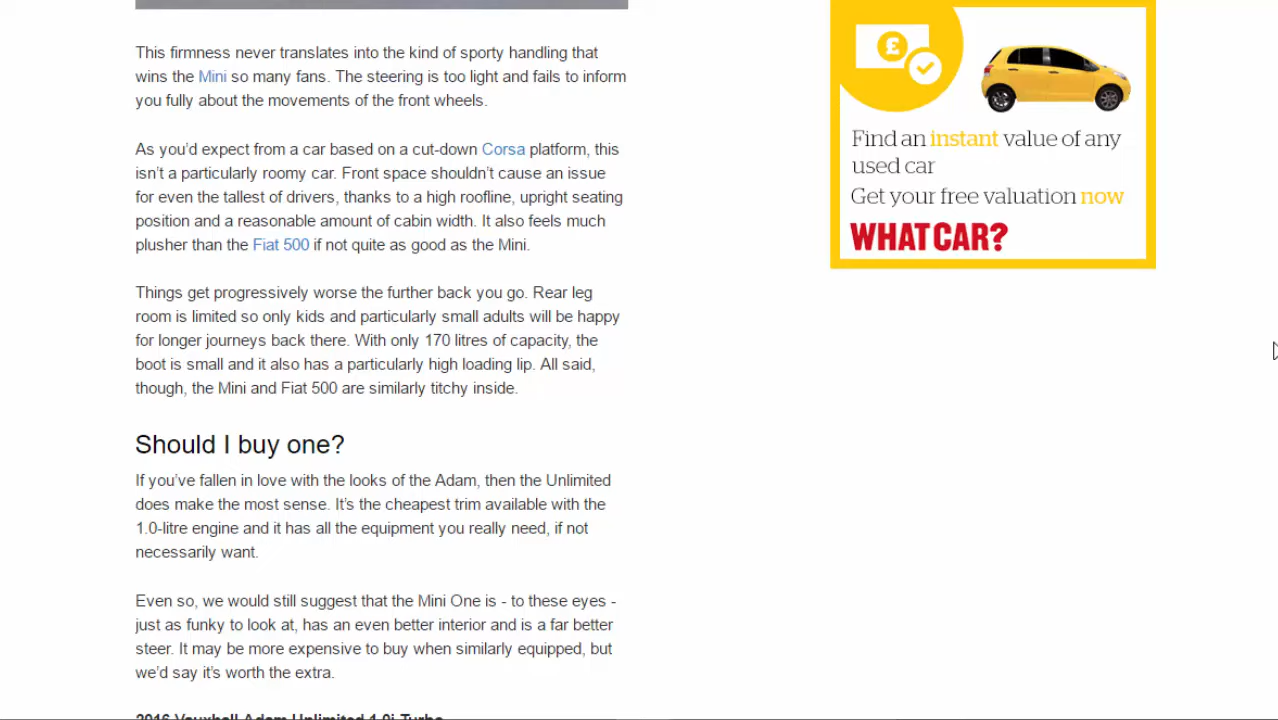 This firmness never translates into the kind of sporty handling that
wins the Mini so many fans. The steering is too light and fails to inform
you fully about the movements of the front wheels.
As you’d expect from a car based on a cut-down Corsa platform, this
isn’t a particularly roomy car. Front space shouldn’t cause an issue
for even the tallest of drivers, thanks to a high roofline, upright seating
position and a reasonable amount of cabin width. It also feels much
plusher than the Fiat 500 if not quite as good as the Mini.
Things get progressively worse the further back you go. Rear leg
room is limited so only kids and particularly small adults will be happy
for longer journeys back there. With only 170 litres of capacity, the
boot is small and it also has a particularly high loading lip. All said,
though, the Mini and Fiat 500 are similarly titchy inside.
Should I buy one?
If you’ve fallen in love with the looks of the Adam, then the Unlimited
does make the most sense. It’s the cheapest trim available with the
1.0-litre engine and it has all the equipment you really need, if not
necessarily want.
Even so, we would still suggest that the Mini One is - to these eyes -
just as funky to look at, has an even better interior and is a far better
steer. It may be more expensive to buy when similarly equipped, but
we’d say it’s worth the extra.
2016 Vauxhall Adam Unlimited 1.0i Turbo
£
Find an instant value of any
used car
Get your free valuation now
WHAT CAR?